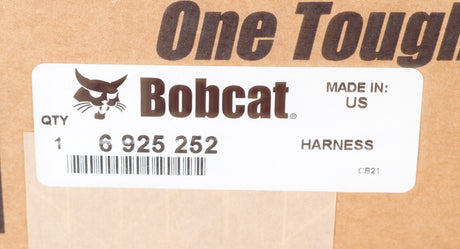 One Tough
Bobcat®
MADE IN:
US
QTY
1 6 925 252 HARNESS
CB21